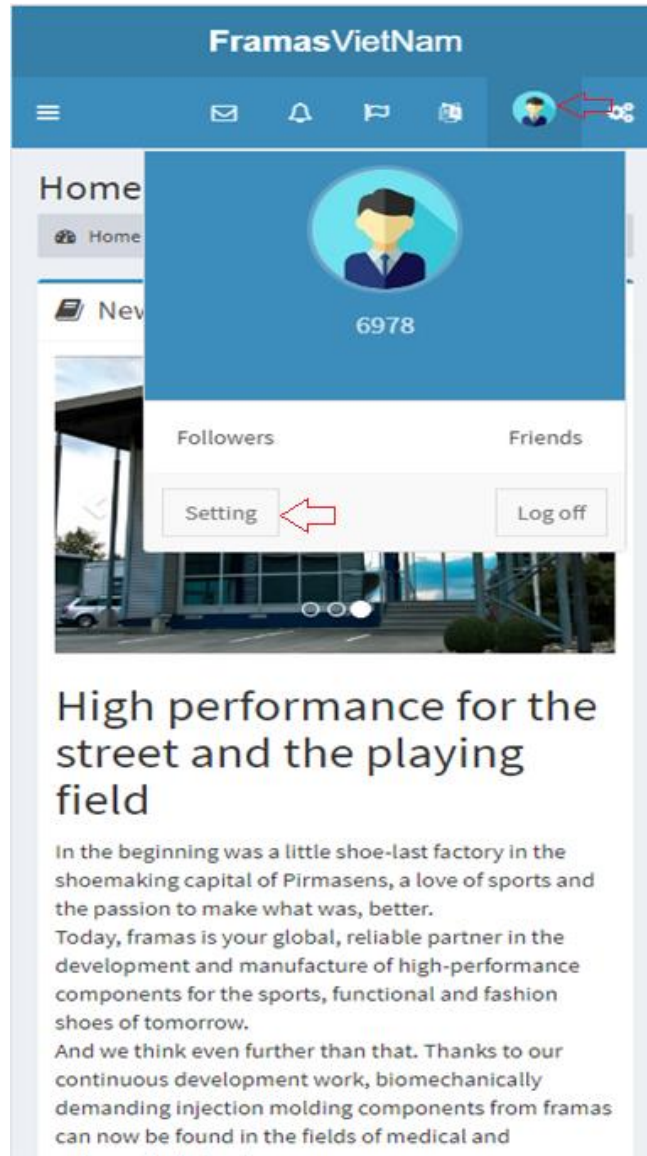 FramasVietNam
Home
Home
6978
Followers
Friends
Setting
Log off
High performance for the
street and the playing
field
In the beginning was a little shoe-last factory in the
shoemaking capital of Pirmasens, a love of sports and
the passion to make what was, better.
Today, framas is your global, reliable partner in the
development and manufacture of high-performance
components for the sports, functional and fashion
shoes of tomorrow.
And we think even further than that. Thanks to our
continuous development work, biomechanically
demanding injection molding components from framas
can now be found in the fields of medical and